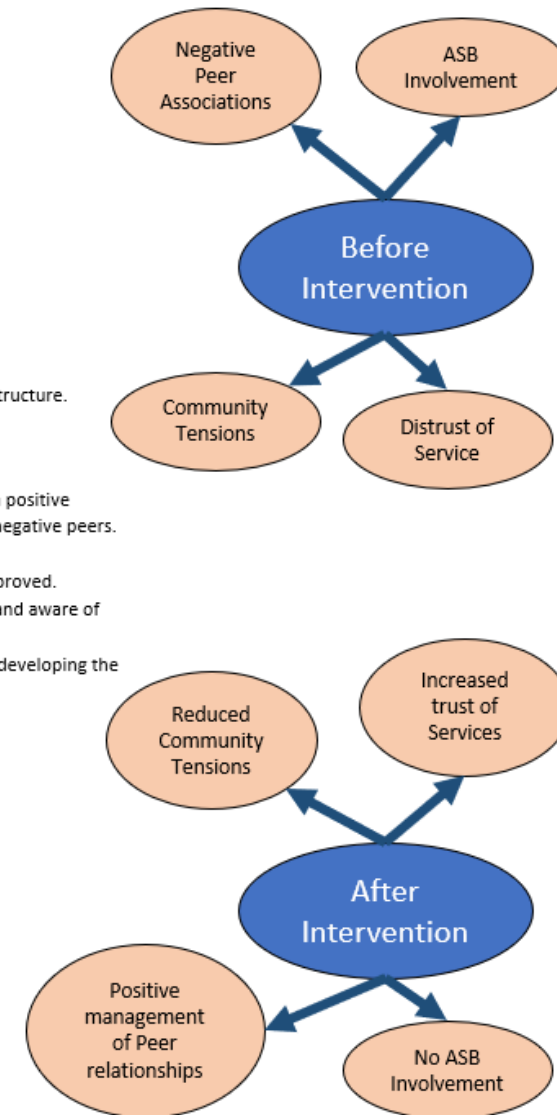 Negative
Peer
Associations
ASB
Involvement
Before
Intervention
Community
Tensions
Distrust of
Service
tructure.
positive
negative peers.
proved.
and aware of
developing the
Reduced
Community
Tensions
Increased
trust of
Services
After
Intervention
Positive
management
of Peer
relationships
No ASB
Involvement